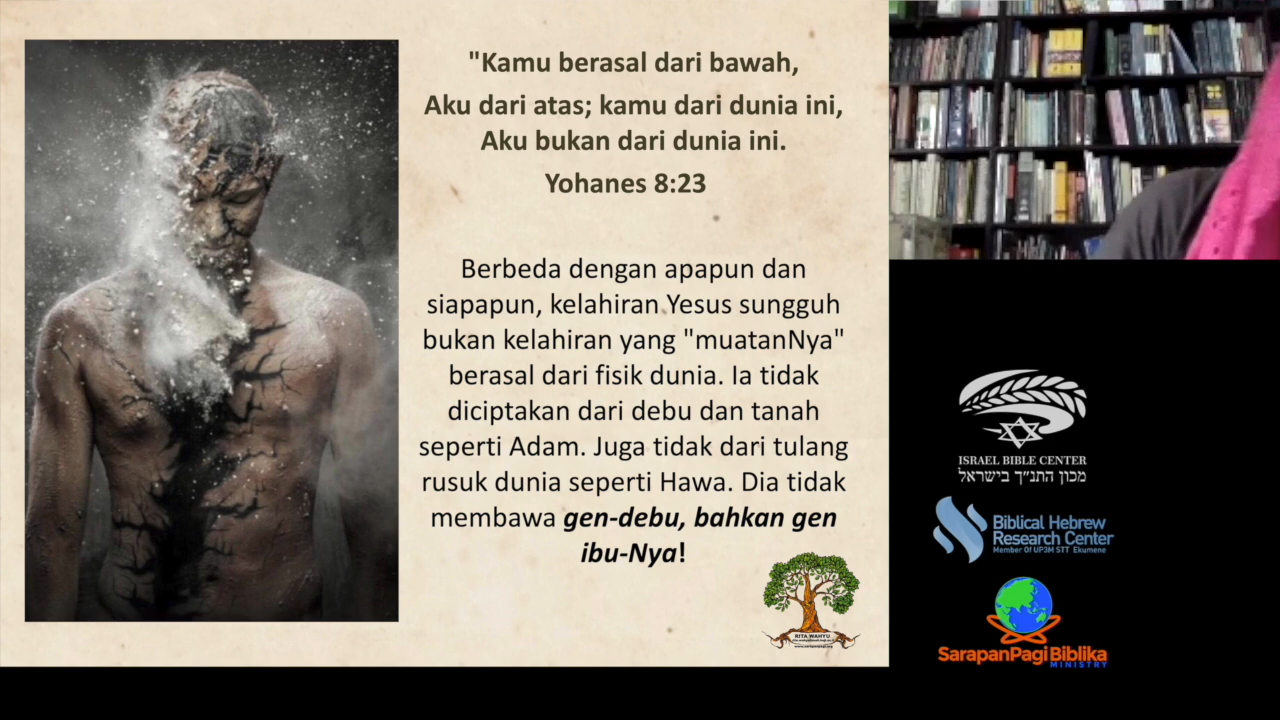 "Kamu berasal dari bawah,
Aku dari atas; kamu dari dunia ini,
Aku bukan dari dunia ini.
Yohanes 8:23
Berbeda dengan apapun dan
siapapun, kelahiran Yesus sungguh
bukan kelahiran yang "muatanNya"
berasal dari fisik dunia. Ia tidak
diciptakan dari debu dan tanah
seperti Adam. Juga tidak dari tulang
rusuk dunia seperti Hawa. Dia tidak
membawa gen-debu, bahkan gen
ibu-Nya!
RITA WAHYU
www.sarapanpagi.org
ISRAEL BIBLE CENTER
מכון התנ״ך בישראל
Biblical Hebrew
Research Center
Member Of UP3M STT Ekumene
SarapanPagi Biblika
MINISTRY